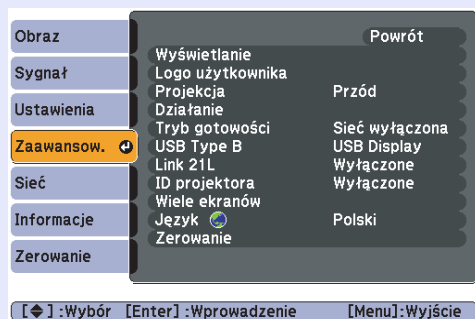 Obraz
Sygnał
Ustawienia
Zaawansow.
Sieć
Informacje
Zerowanie
Powrót
Wyświetlanie
Logo użytkownika
Projekcja Przód
Działanie
Tryb gotowości Sieć wyłączona
USB Type B USB Display
Link 21L Wyłączone
ID projektora Wyłączone
Wiele ekranów
Język Polski
Zerowanie
[ ] :Wybór [Enter] :Wprowadzenie [Menu]:Wyjście